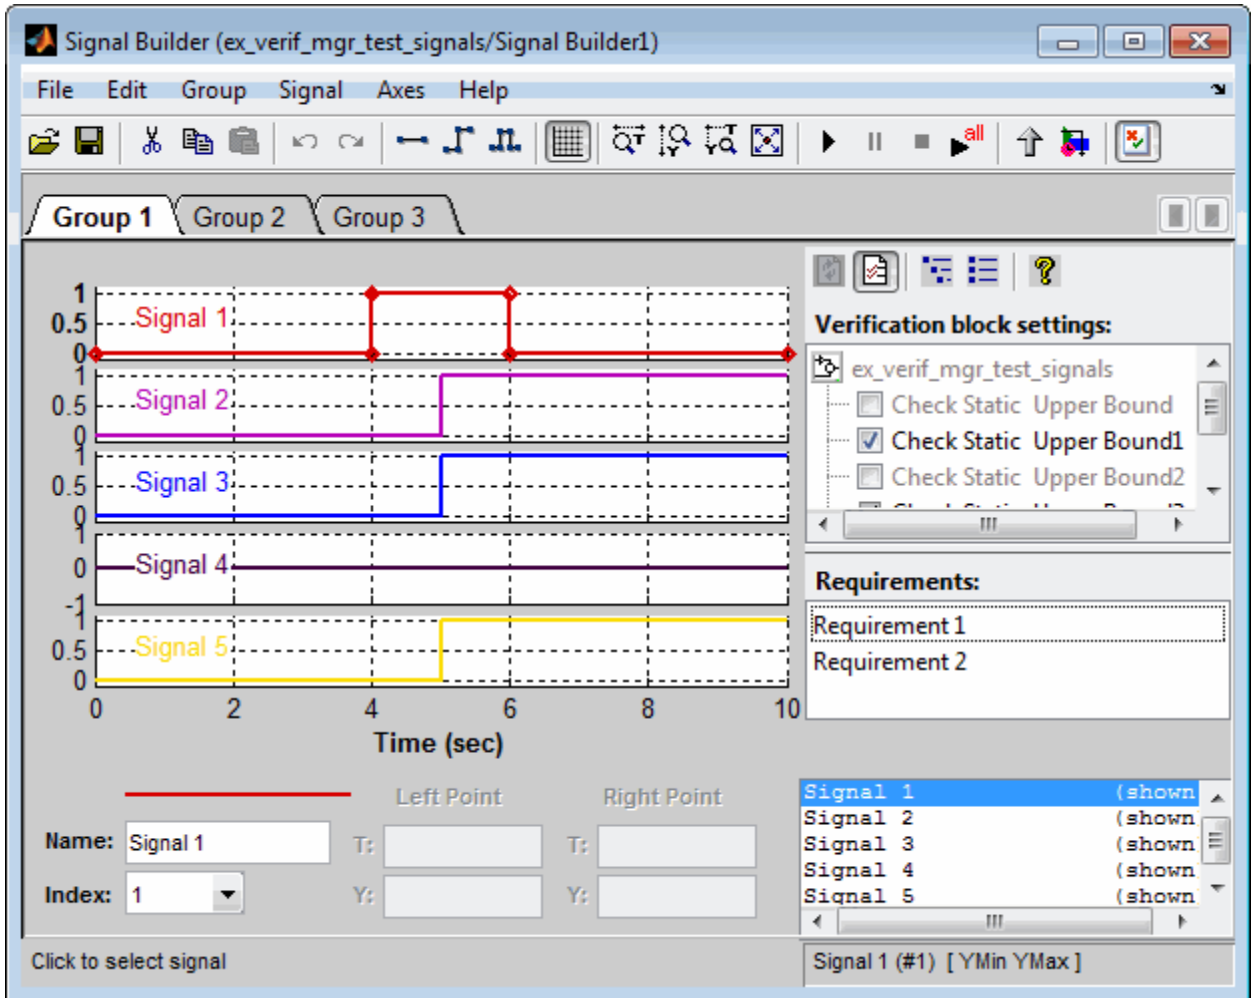 Signal Builder (ex_verif_mgr_test_signals/Signal Builder1)
File Edit Group Signal Axes Help
all
Group 1 Group 2 Group 3
1
0.5
0
Signal 1
1
0.5
0
Signal 2
1
0.5
0
Signal 3
1
0
-1
Signal 4
1
0.5
0
Signal 5
0 2 4 6 8 10
Time (sec)
Verification block settings:
ex_verif_mgr_test_signals
Check Static Upper Bound
Check Static Upper Bound1
Check Static Upper Bound2
Requirements:
Requirement 1
Requirement 2
Left Point Right Point
Name: Signal 1 T: T:
Index: 1 Y: Y:
Signal 1 (shown
Signal 2 (shown
Signal 3 (shown
Signal 4 (shown
Signal 5 (shown
Click to select signal
Signal 1 (#1) [ YMin YMax ]